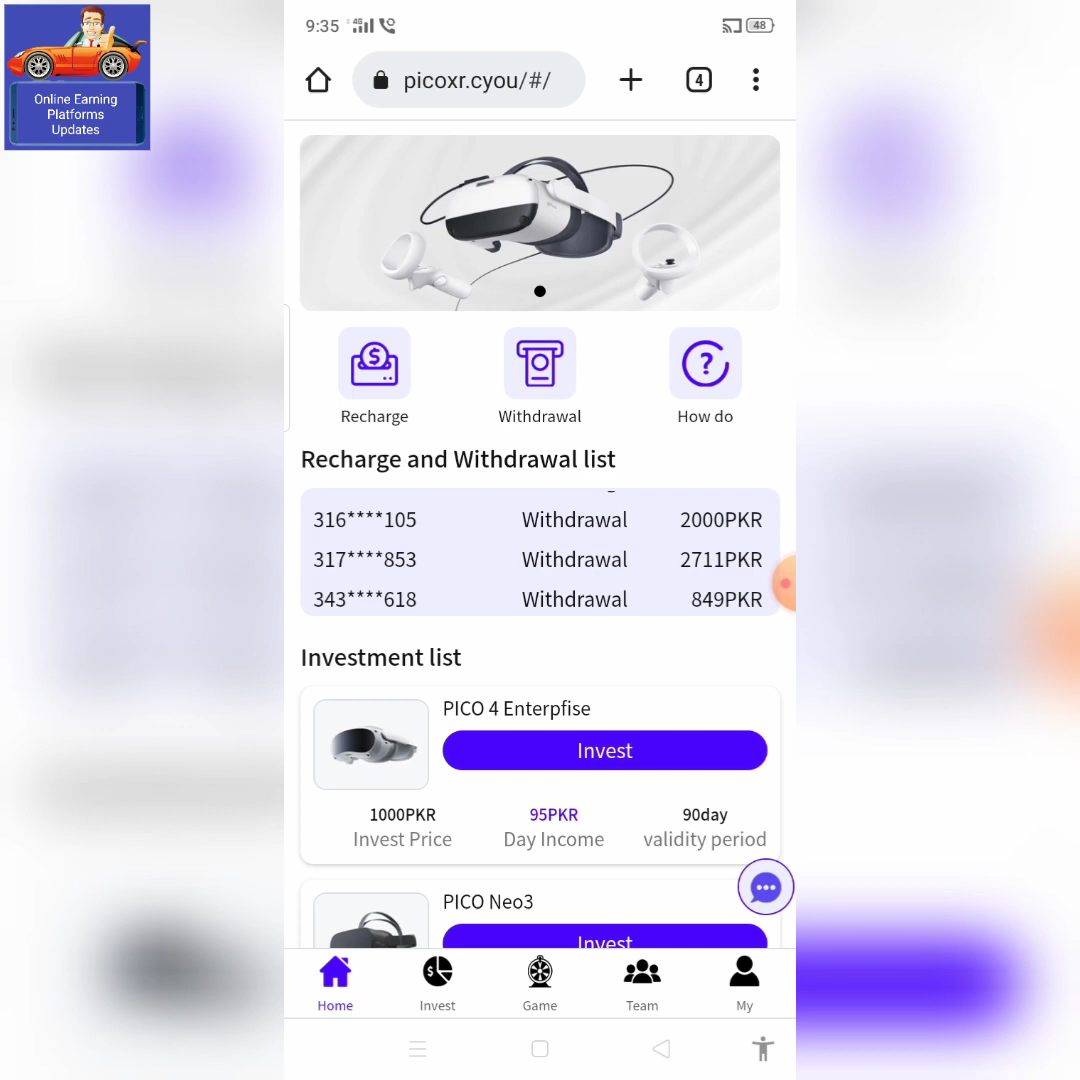 Online Earning
Platforms
Updates
9:35
4G
48
picoxr.cyou/#/
4
Recharge
Withdrawal
How do
Recharge and Withdrawal list
316****105 Withdrawal 2000PKR
317****853 Withdrawal 2711PKR
343****618 Withdrawal 849PKR
Investment list
PICO 4 Enterpfise
Invest
1000PKR 95PKR 90day
Invest Price Day Income validity period
PICO Neo3
Invest
Home Invest Game Team My